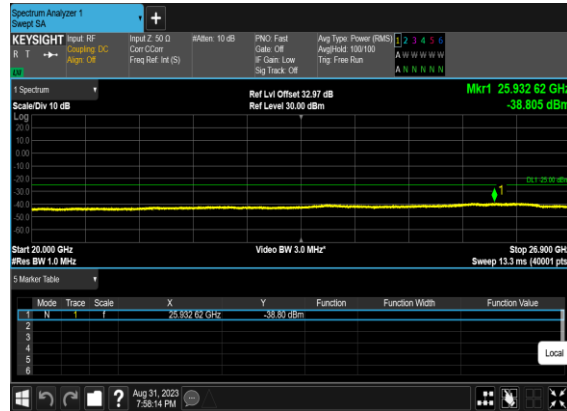 Spectrum Analyzer 1
Swept SA
KEYSIGHT Input: RF Input Z: 50 Ω #Atten: 10 dB PNO: Fast Avg Type: Power (RMS) 1 2 3 4 5 6
R T Coupling: DC Corr CCorr Gate: Off Avg|Hold: 100/100 A W W W W W
Align: Off Freq Ref: Int (S) IF Gain: Low Trig: Free Run
Sig Track: Off A N N N N N
1 Spectrum Ref Lvl Offset 32.97 dB Mkr1 25.932 62 GHz
Scale/Div 10 dB Ref Level 30.00 dBm -38.805 dBm
Log
20.0
10.0
0.00
-10.0
-20.0
DL1 -25.00 dBm
-30.0
1
-40.0
-50.0
-60.0
Start 20.000 GHz Video BW 3.0 MHz* Stop 26.900 GHz
#Res BW 1.0 MHz Sweep 13.3 ms (40001 pts)
5 Marker Table
Mode Trace Scale X Y Function Function Width Function Value
1 N 1 f 25.932 62 GHz -38.80 dBm
2
3
4
5
6
Local
? Aug 31, 2023
7:58:14 PM